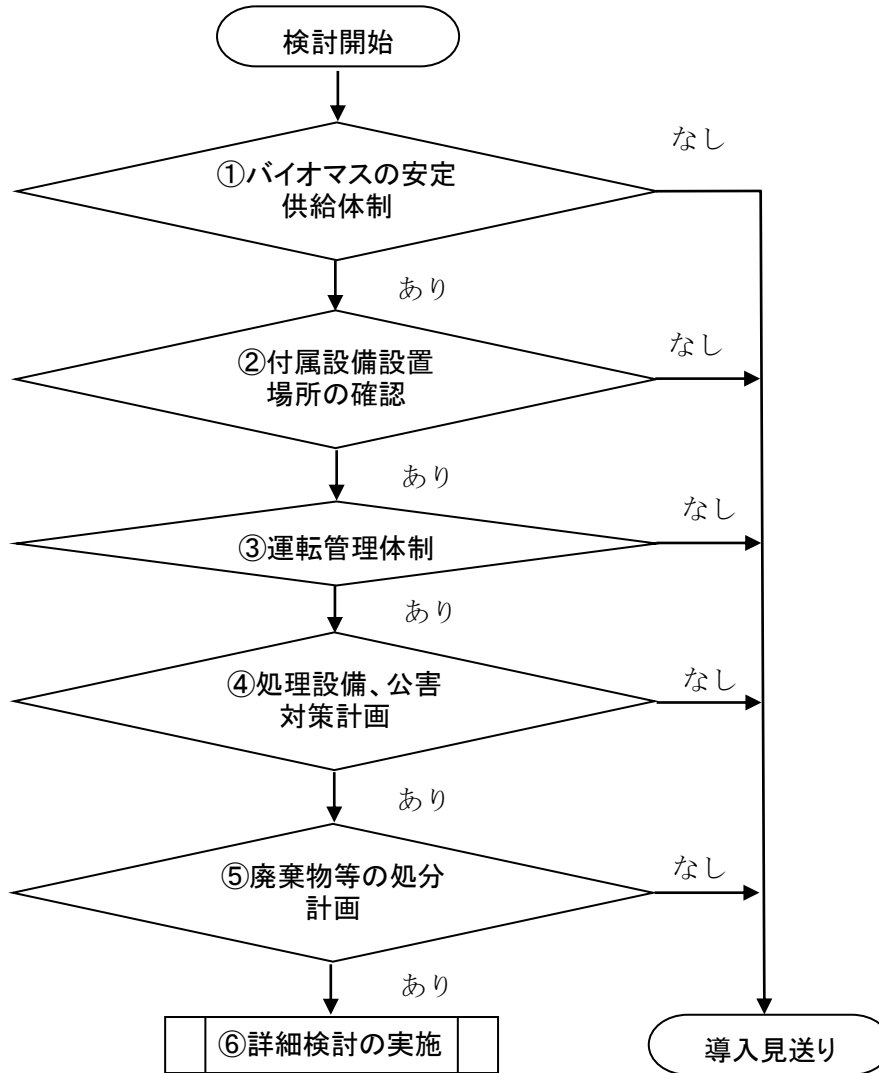 検討開始
なし
①バイオマスの安定
供給体制
あり
②付属設備設置
場所の確認
なし
あり
③運転管理体制
なし
あり
④処理設備、公害
対策計画
なし
あり
⑤廃棄物等の処分
計画
なし
あり
⑥詳細検討の実施
導入見送り